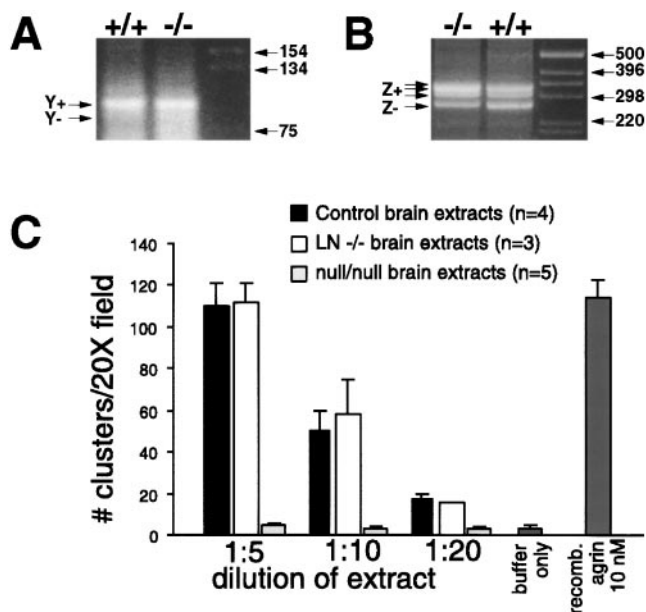 A
+/+ -/-
154
134
Y+
Y-
75
B
-/- +/+
500
396
Z+
298
Z-
220
C
Control brain extracts (n=4)
LN -/- brain extracts (n=3)
null/null brain extracts (n=5)
# clusters/20X field
140
120
100
80
60
40
20
0
1:5 1:10 1:20
dilution of extract
buffer
only
recomb.
agrin
10 nM